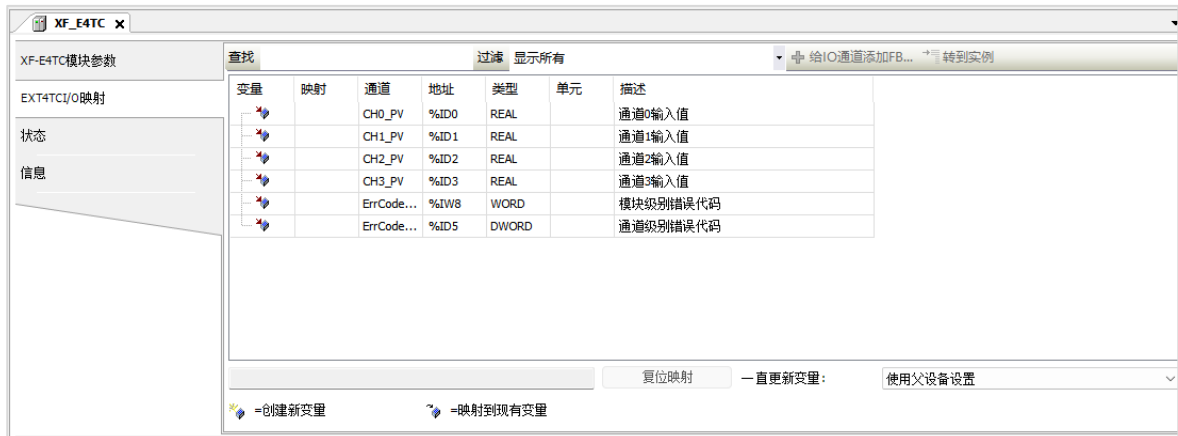 XF_E4TC X
XF-E4TC模块参数
EXT4TCI/O映射
状态
信息
查找 过滤 显示所有 给IO通道添加FB... 转到实例
变量 映射 通道 地址 类型 单元 描述
CH0_PV %ID0 REAL 通道0输入值
CH1_PV %ID1 REAL 通道1输入值
CH2_PV %ID2 REAL 通道2输入值
CH3_PV %ID3 REAL 通道3输入值
ErrCode... %IW8 WORD 模块级别错误代码
ErrCode... %ID5 DWORD 通道级别错误代码
复位映射 一直更新变量: 使用父设备设置
=创建新变量 =映射到现有变量